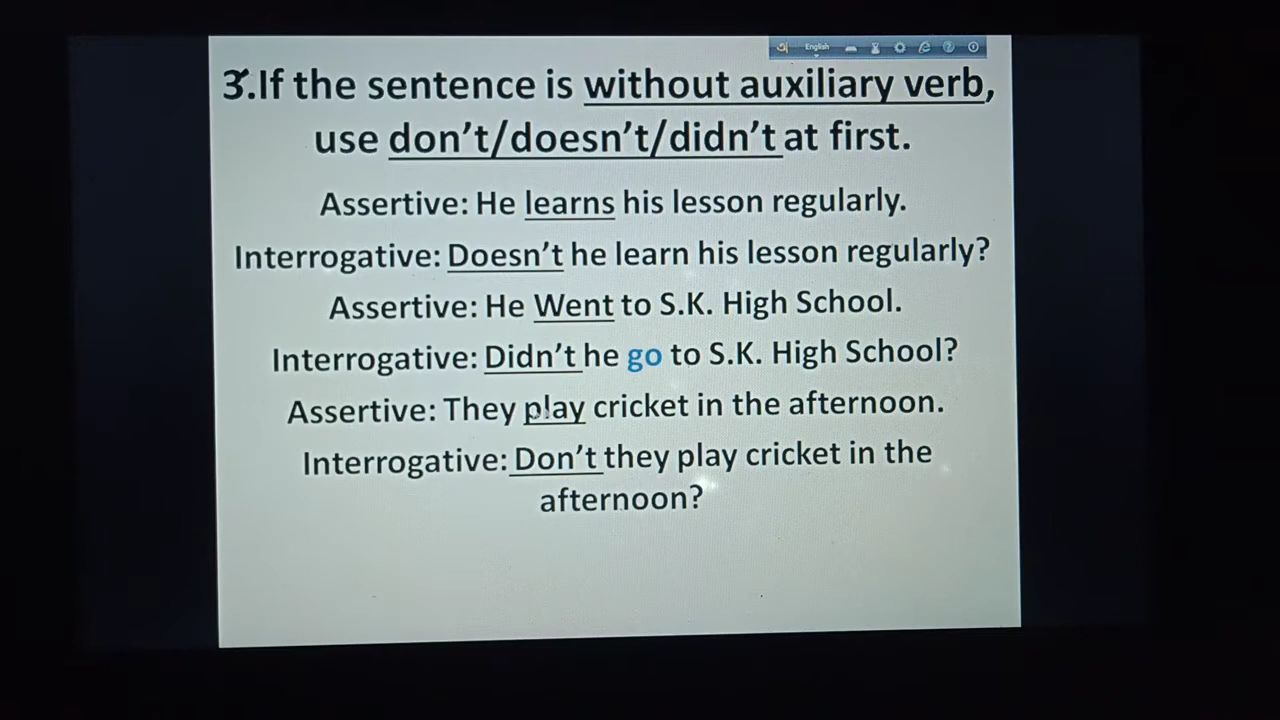 অ English
3.If the sentence is without auxiliary verb,
use don't/doesn't/didn't at first.
Assertive: He learns his lesson regularly.
Interrogative: Doesn't he learn his lesson regularly?
Assertive: He Went to S.K. High School.
Interrogative: Didn't he go to S.K. High School?
Assertive: They play cricket in the afternoon.
Interrogative: Don't they play cricket in the
afternoon?